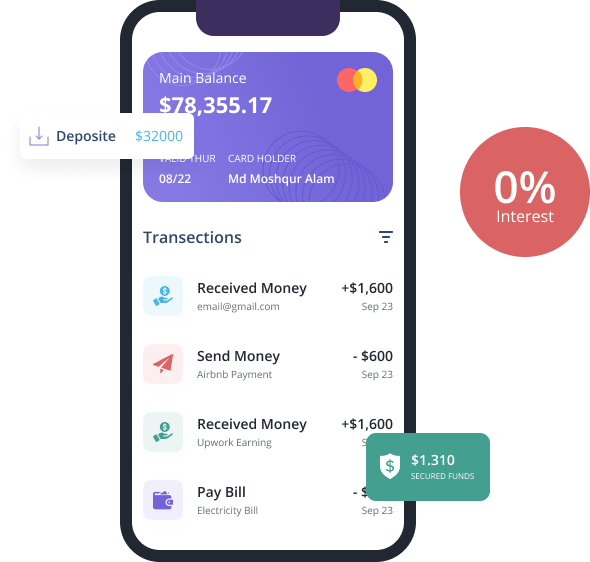 Main Balance
$78,355.17
Deposite $32000
VALID THUR CARD HOLDER
08/22 Md Moshqur Alam
0%
Interest
Transections
Received Money +$1,600
email@gmail.com Sep 23
Send Money - $600
Airbnb Payment Sep 23
Received Money +$1,600
Upwork Earning
$1.310
SECURED FUNDS
Pay Bill - $
Electricity Bill Sep 23